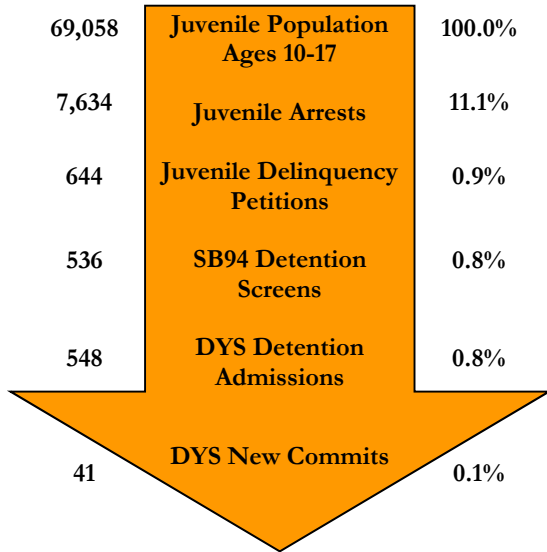 69,058 Juvenile Population 100.0%
Ages 10-17
7,634 Juvenile Arrests 11.1%
Juvenile Delinquency
644 Petitions 0.9%
536 SB94 Detention 0.8%
Screens
548 DYS Detention 0.8%
Admissions
DYS New Commits
41 0.1%